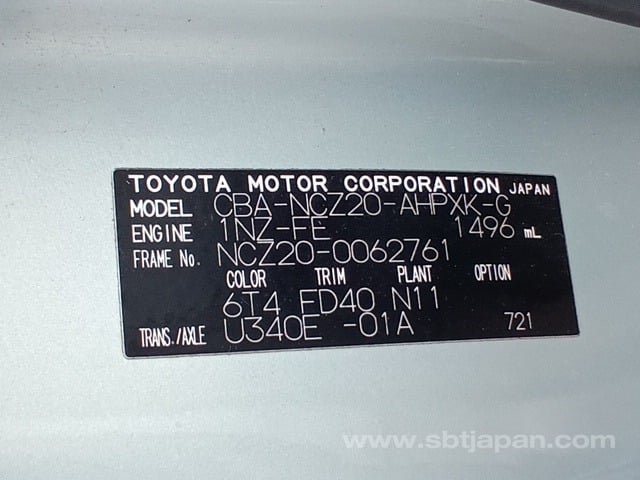 TOYOTA MOTOR CORPORATION JAPAN
MODEL CBA-NCZ20-AHPXK-G
ENGINE 1NZ-FE 1496 mL
FRAME No. NCZ20-0062761
COLOR TRIM PLANT OPTION
6T4 FD40 N11
TRANS./AXLE U340E -01A 721
www.sbtjapan.com